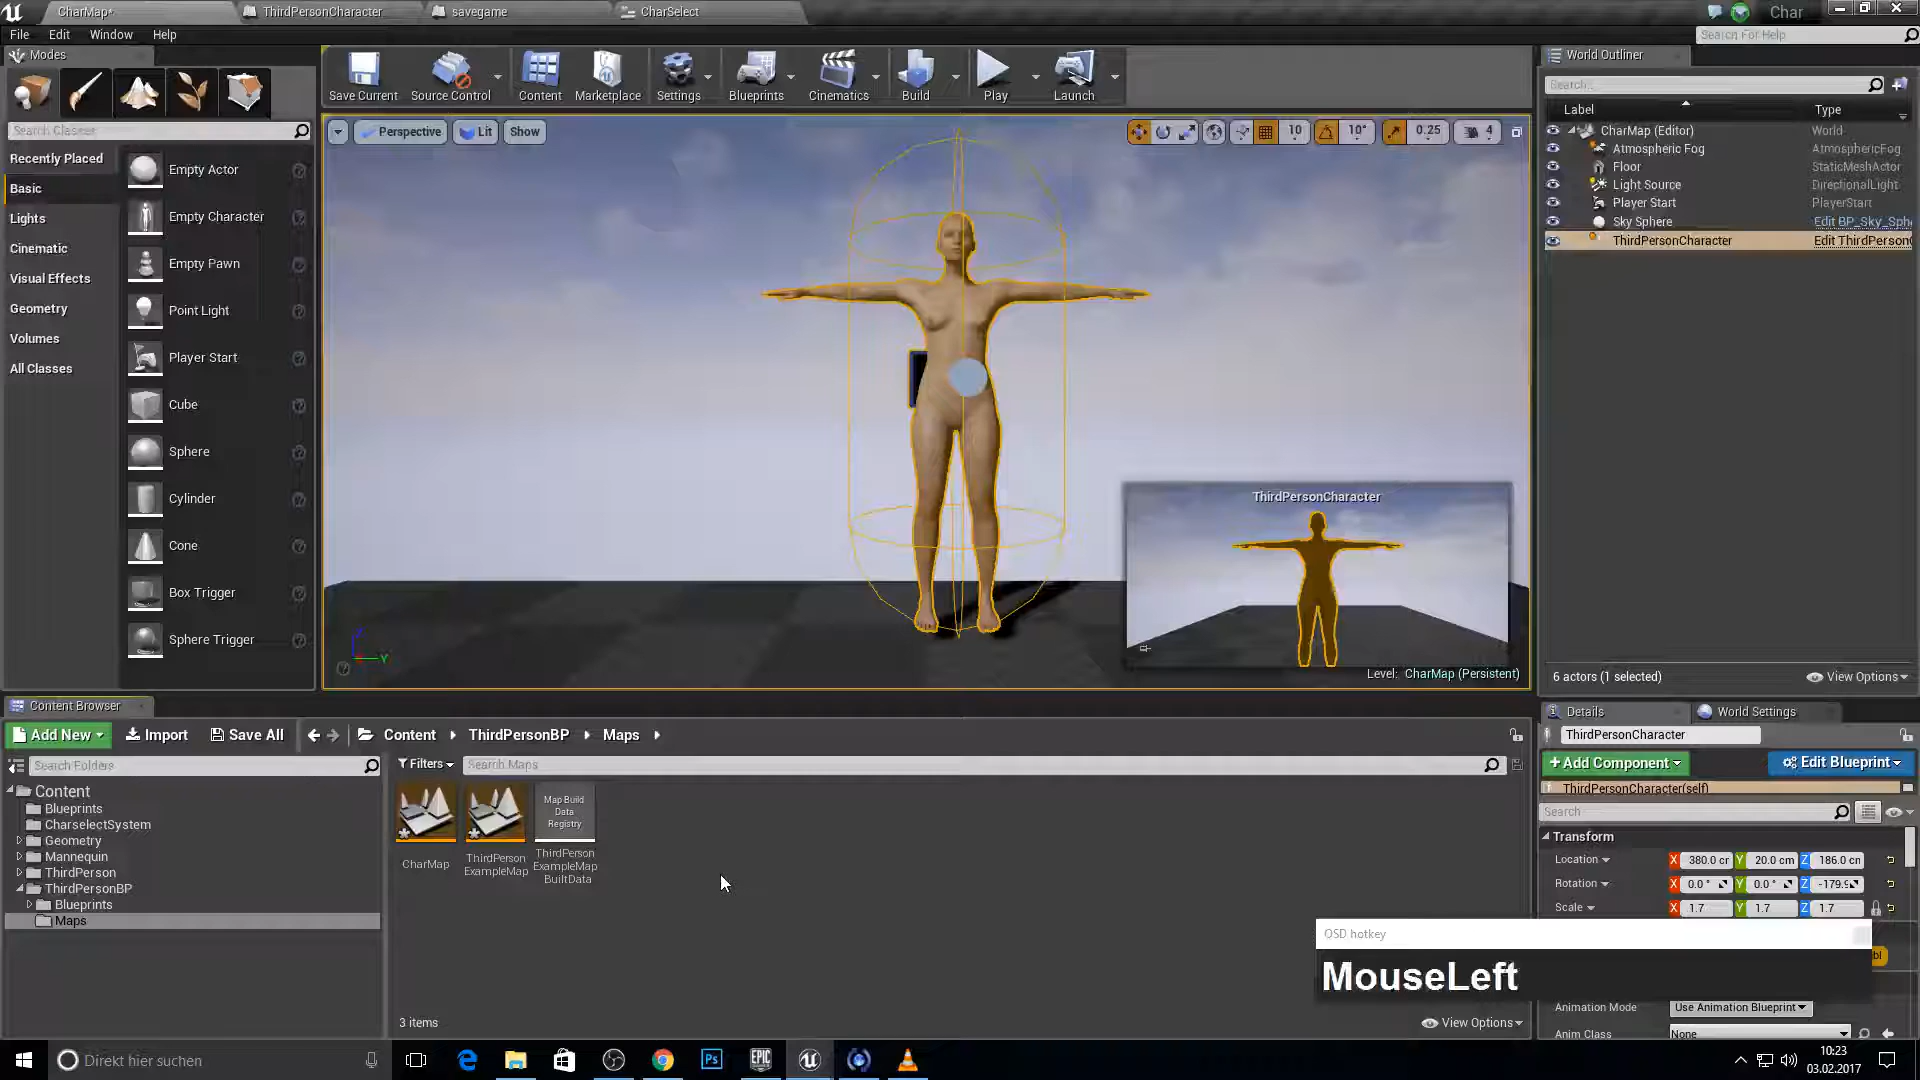 CharMap*
ThirdPersonCharacter
savegame
CharSelect
Char
File Edit Window Help
Search For Help
Modes
Save Current
Source Control
Content
Marketplace
Settings
Blueprints
Cinematics
Build
Play
Launch
World Outliner
Search...
Label Type
Search Classes
Perspective
Lit
Show
10
10°
0.25
4
Recently Placed
Basic
Lights
Cinematic
Visual Effects
Geometry
Volumes
All Classes
Empty Actor
Empty Character
Empty Pawn
Point Light
Player Start
Cube
Sphere
Cylinder
Cone
Box Trigger
Sphere Trigger
CharMap (Editor) World
Atmospheric Fog AtmosphericFog
Floor StaticMeshActor
Light Source DirectionalLight
Player Start PlayerStart
Sky Sphere Edit BP_Sky_Sph
ThirdPersonCharacter Edit ThirdPerson
ThirdPersonCharacter
Z
Y
Level: CharMap (Persistent)
6 actors (1 selected)
View Options
Content Browser
Add New
Import
Save All
Content ThirdPersonBP Maps
Search Folders
Filters
Search Maps
Content
Blueprints
CharselectSystem
Geometry
Mannequin
ThirdPerson
ThirdPersonBP
Blueprints
Maps
Map Build
Data
Registry
CharMap
ThirdPerson
ExampleMap
ThirdPerson
ExampleMap
BuiltData
3 items
View Options
Details
World Settings
ThirdPersonCharacter
+Add Component
Edit Blueprint
ThirdPersonCharacter(self)
Search
Transform
Location X 380.0 cr Y 20.0 cm Z 186.0 cm
Rotation X 0.0 ° Y 0.0 ° Z -179.9
Scale X 1.7 Y 1.7 Z 1.7
OSD hotkey
MouseLeft
Animation Mode Use Animation Blueprint
Anim Class None
Direkt hier suchen
Ps
EPIC
GAMES
10:23
03.02.2017